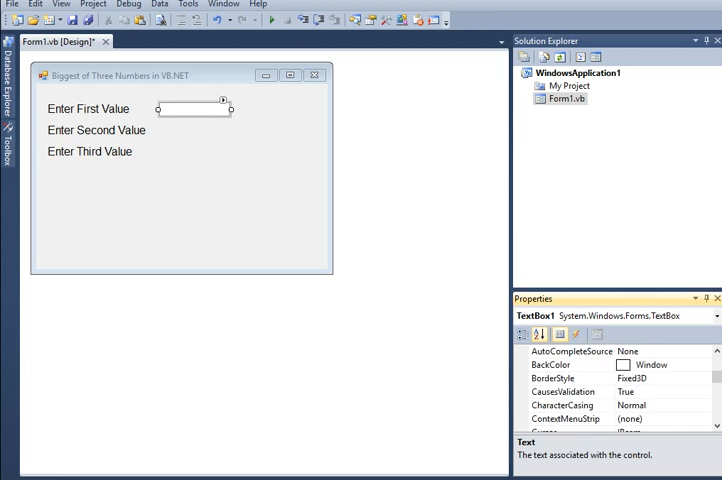 File Edit View Project Build Debug Data Tools Window Help
Form1.vb [Design]*
Database Explorer
Toolbox
Biggest of Three Numbers in VB.NET
Enter First Value
Enter Second Value
Enter Third Value
Solution Explorer
WindowsApplication1
My Project
Form1.vb
Properties
TextBox1 System.Windows.Forms.TextBox
AutoCompleteSource None
BackColor Window
BorderStyle Fixed3D
CausesValidation True
CharacterCasing Normal
ContextMenuStrip (none)
Text
The text associated with the control.